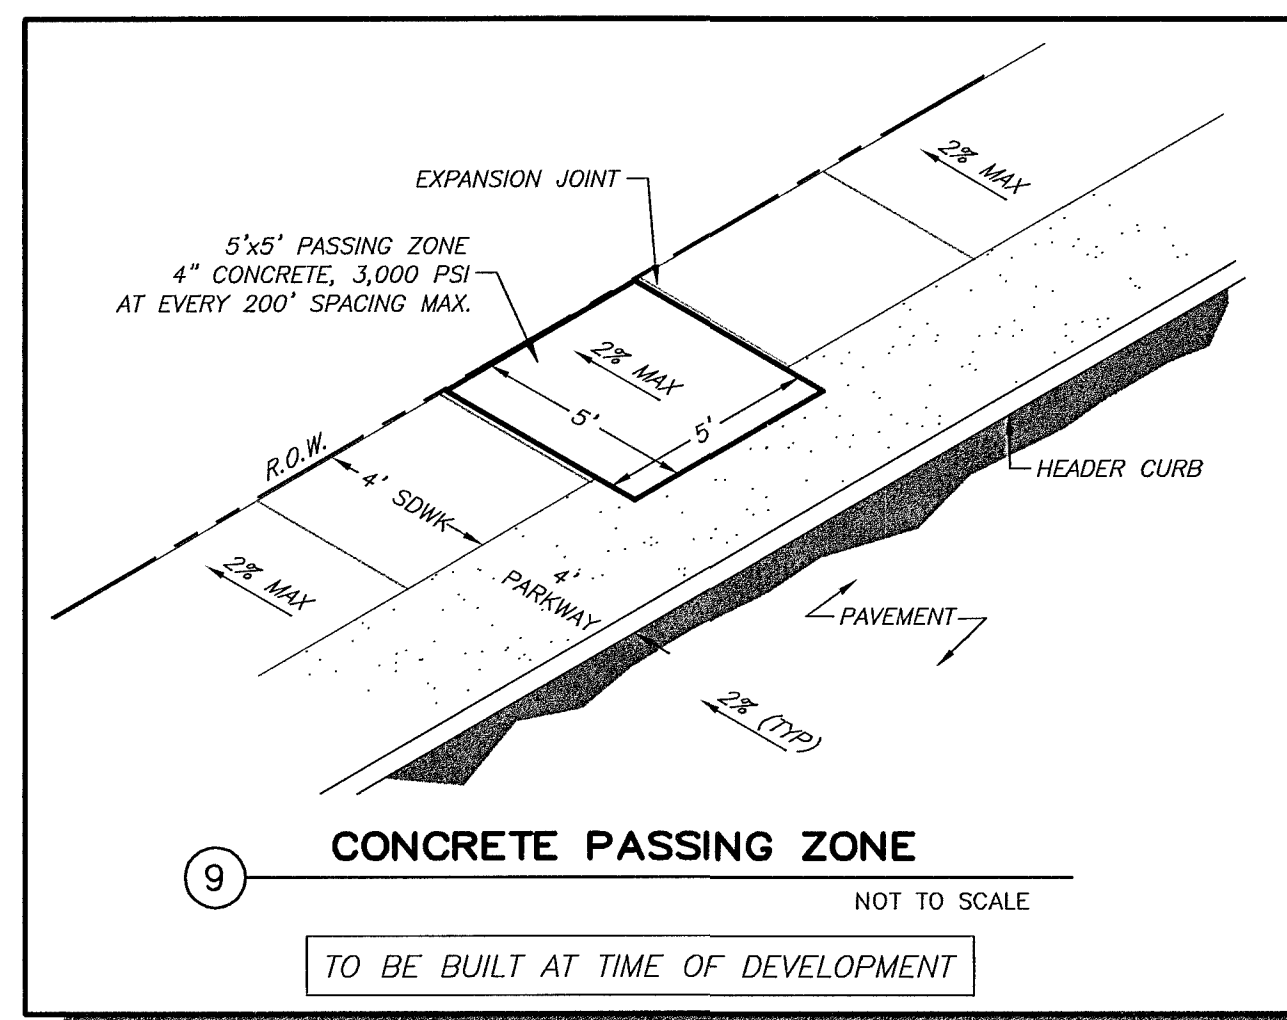 2% MAX
EXPANSION JOINT
5'x5' PASSING ZONE
4" CONCRETE, 3,000 PSI
AT EVERY 200' SPACING MAX.
2% MAX
5'
5'
R.O.W.
4' SDWK
HEADER CURB
2% MAX
4'
PARKWAY
PAVEMENT
2% (TYP)
CONCRETE PASSING ZONE
9
NOT TO SCALE
TO BE BUILT AT TIME OF DEVELOPMENT